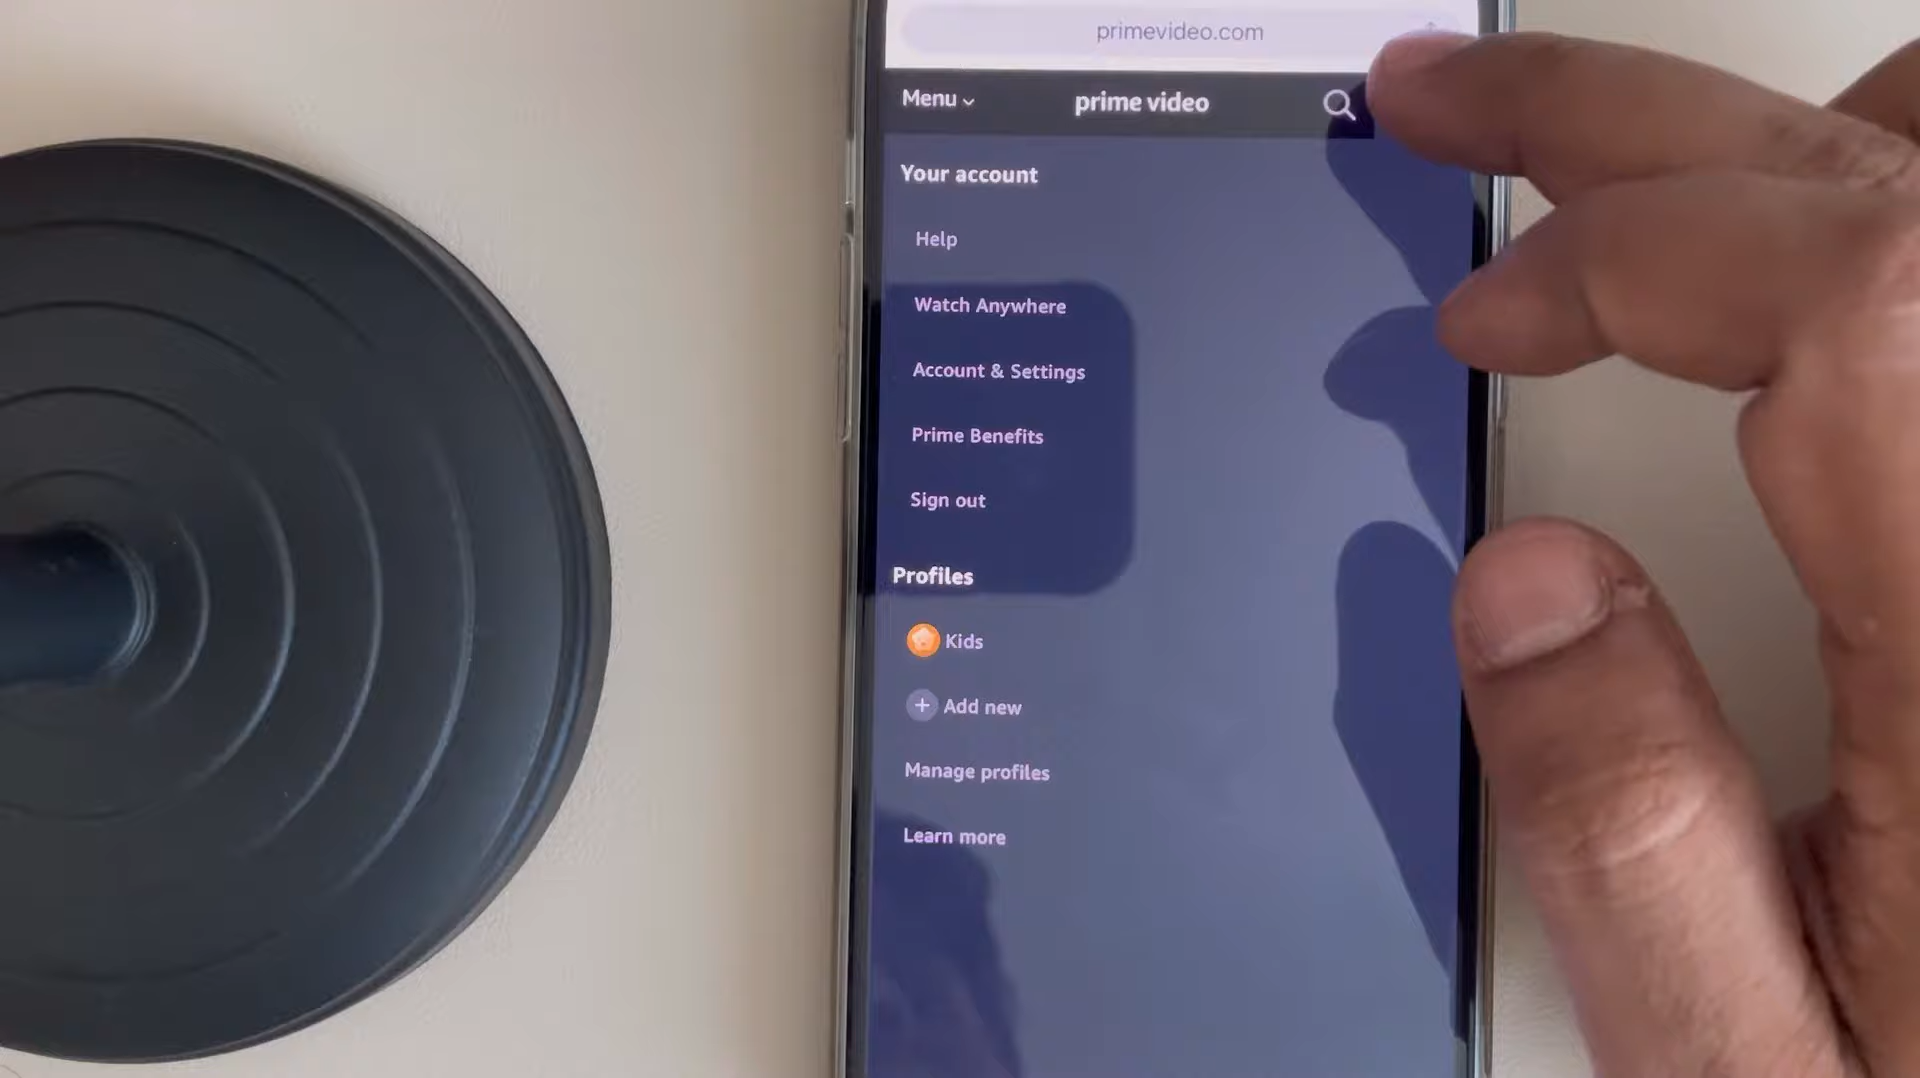 primevideo.com
Menu
prime video
Your account
Help
Watch Anywhere
Account & Settings
Prime Benefits
Sign out
Profiles
Kids
+ Add new
Manage profiles
Learn more